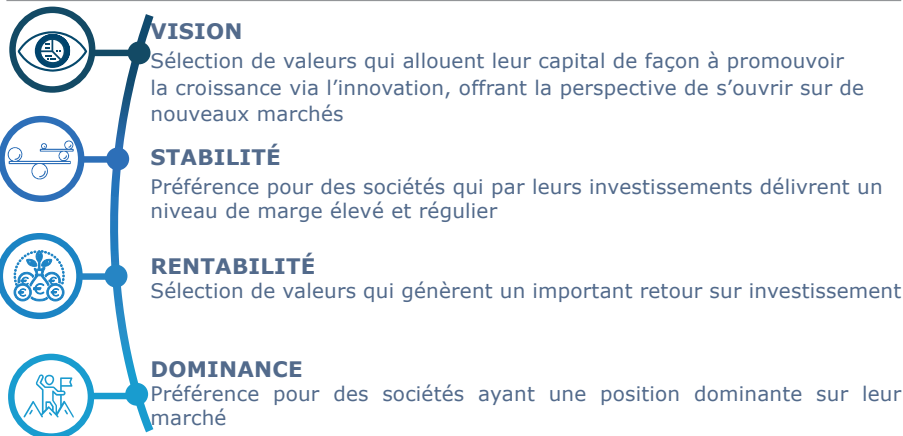 VISION
Sélection de valeurs qui allouent leur capital de façon à promouvoir
la croissance via l’innovation, offrant la perspective de s’ouvrir sur de
nouveaux marchés
STABILITÉ
Préférence pour des sociétés qui par leurs investissements délivrent un
niveau de marge élevé et régulier
RENTABILITÉ
Sélection de valeurs qui génèrent un important retour sur investissement
DOMINANCE
Préférence pour des sociétés ayant une position dominante sur leur
marché